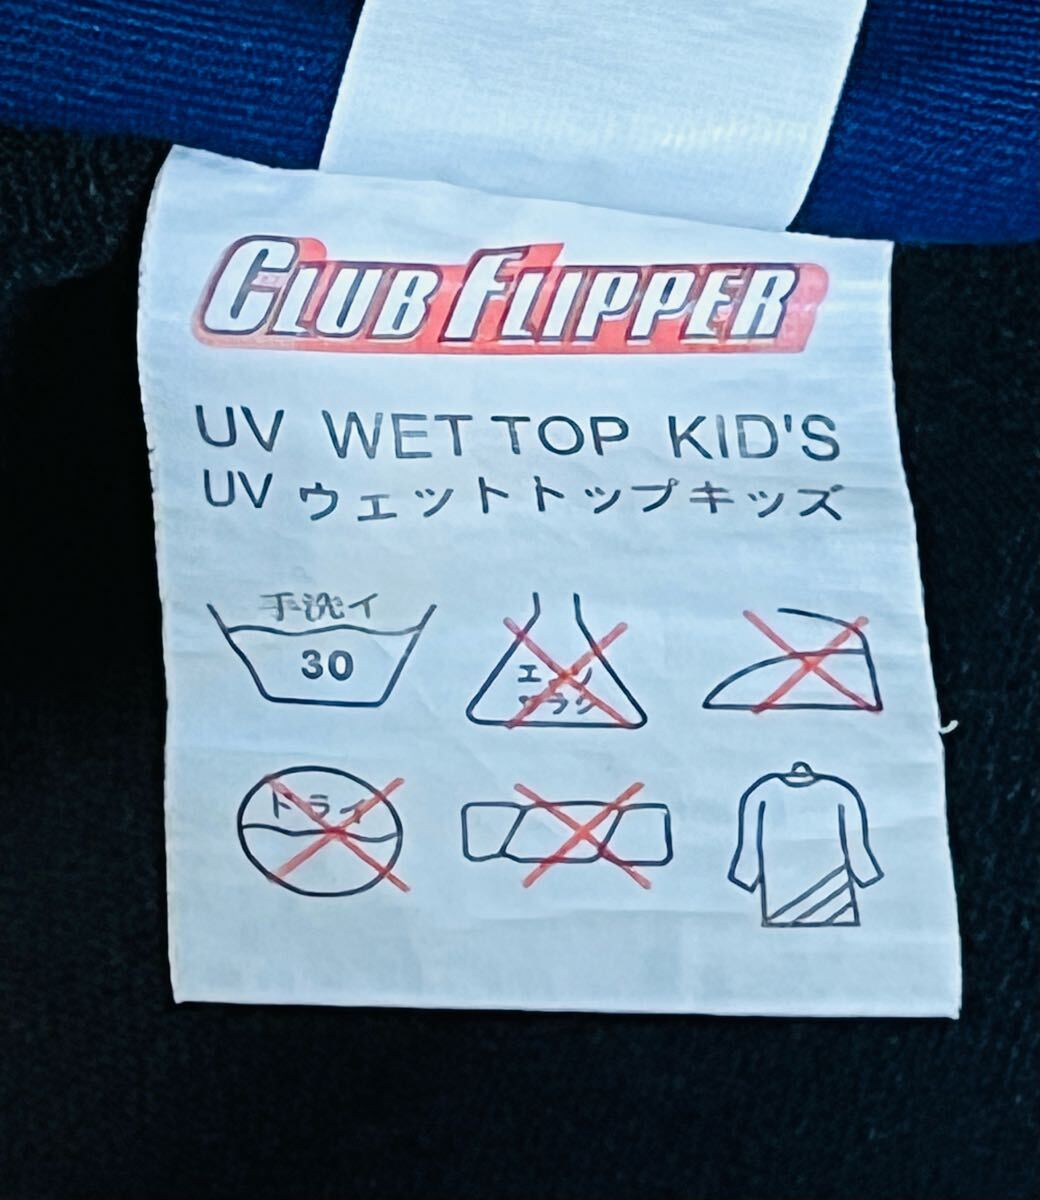 CLUB FLIPPER
UV WET TOP KID'S
UV ウェットトップキッズ
手洗イ
30
ドライ